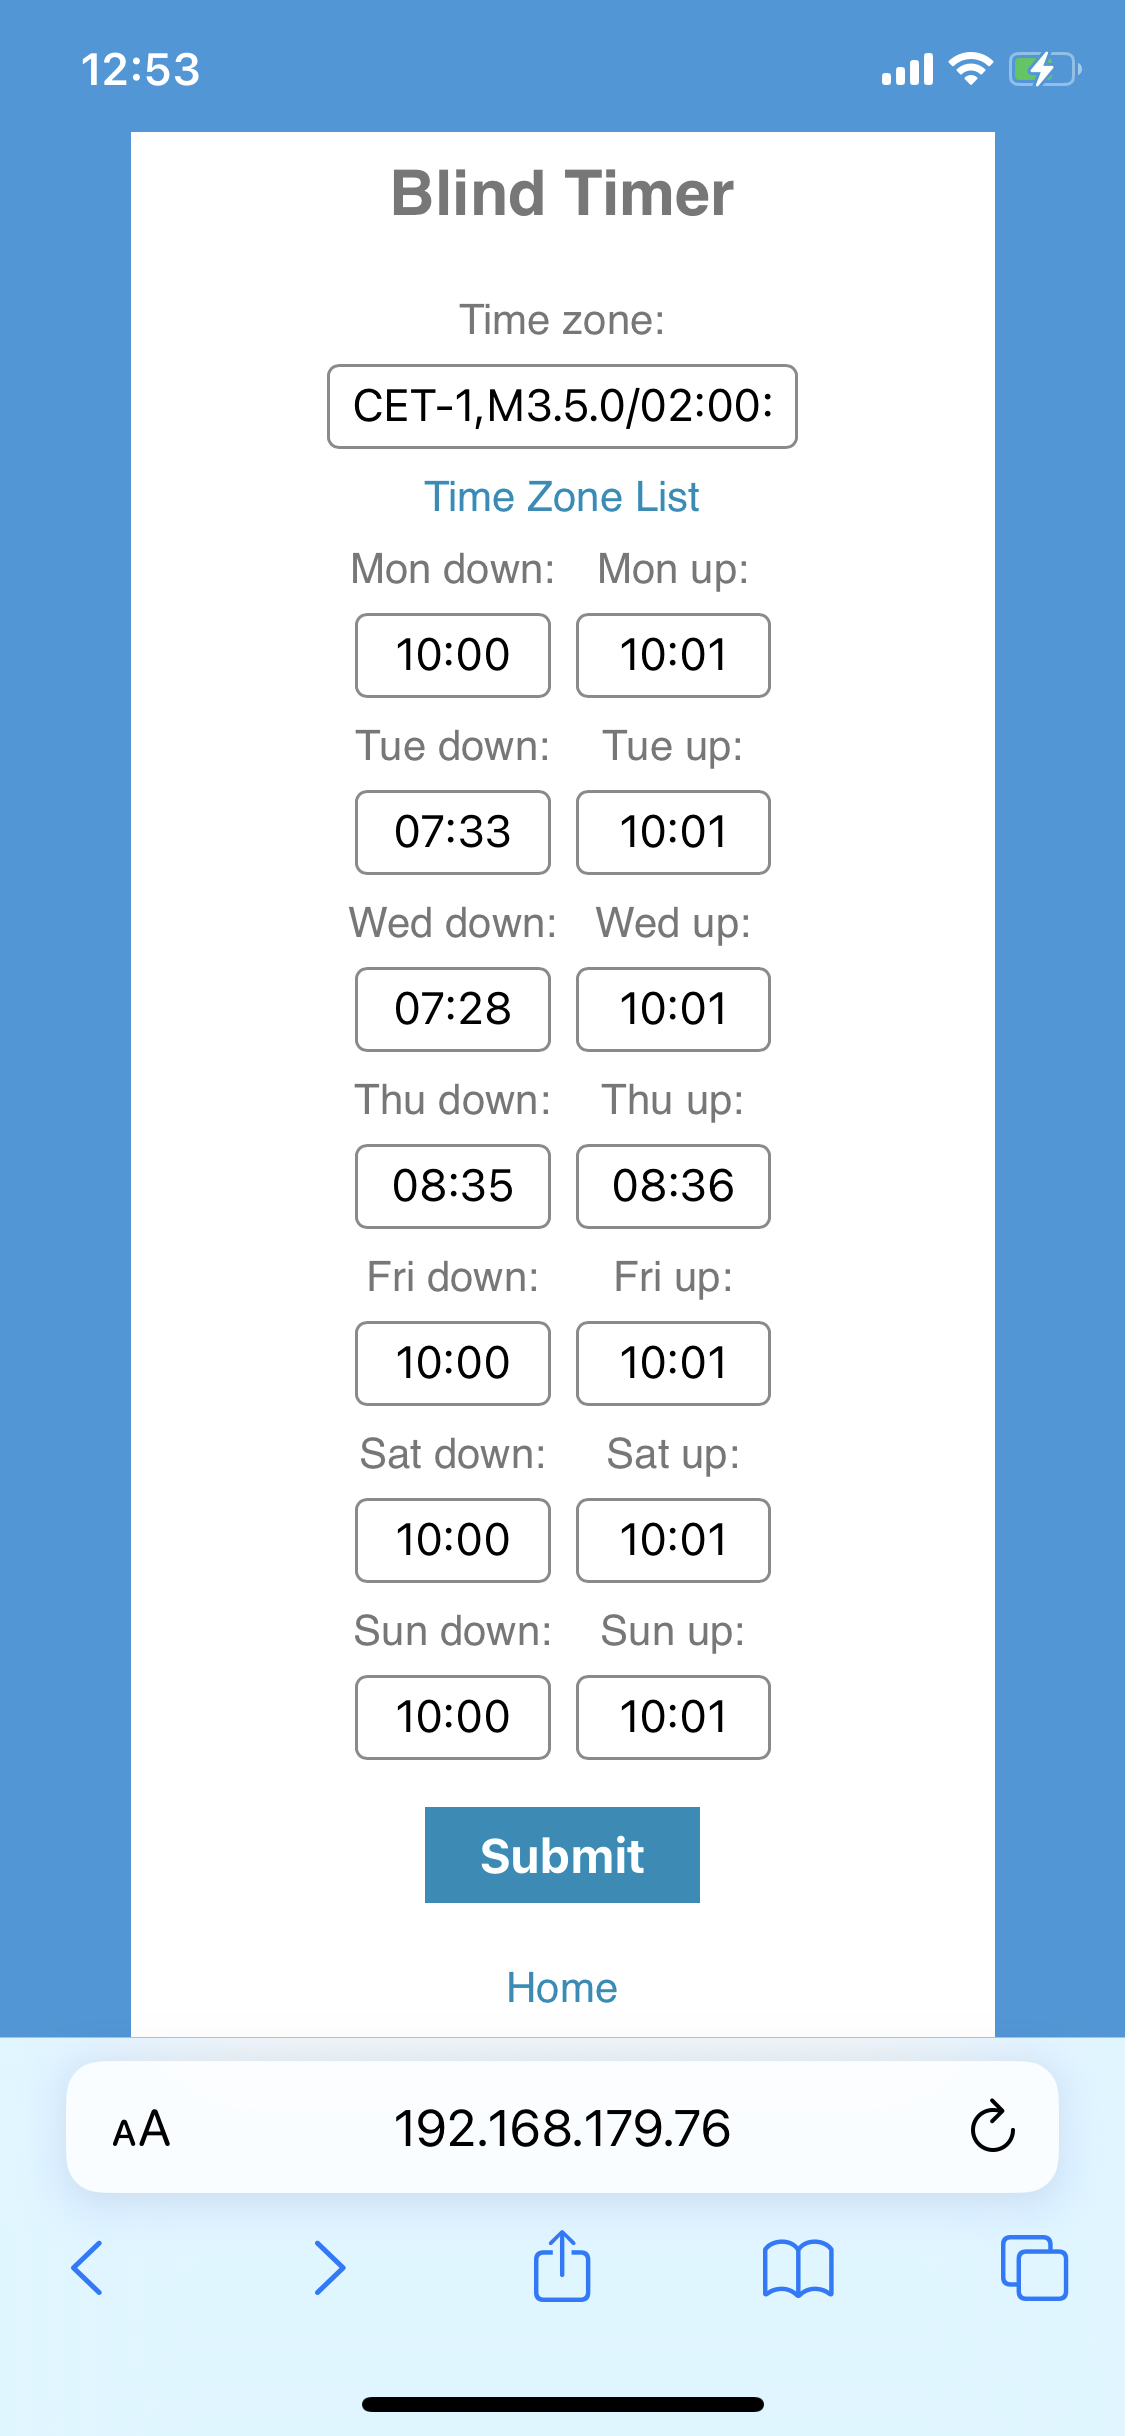 12:53
Blind Timer
Time zone:
CET-1,M3.5.0/02:00:
Time Zone List
Mon down: Mon up:
10:00 10:01
Tue down: Tue up:
07:33 10:01
Wed down: Wed up:
07:28 10:01
Thu down: Thu up:
08:35 08:36
Fri down: Fri up:
10:00 10:01
Sat down: Sat up:
10:00 10:01
Sun down: Sun up:
10:00 10:01
Submit
Home
AA 192.168.179.76